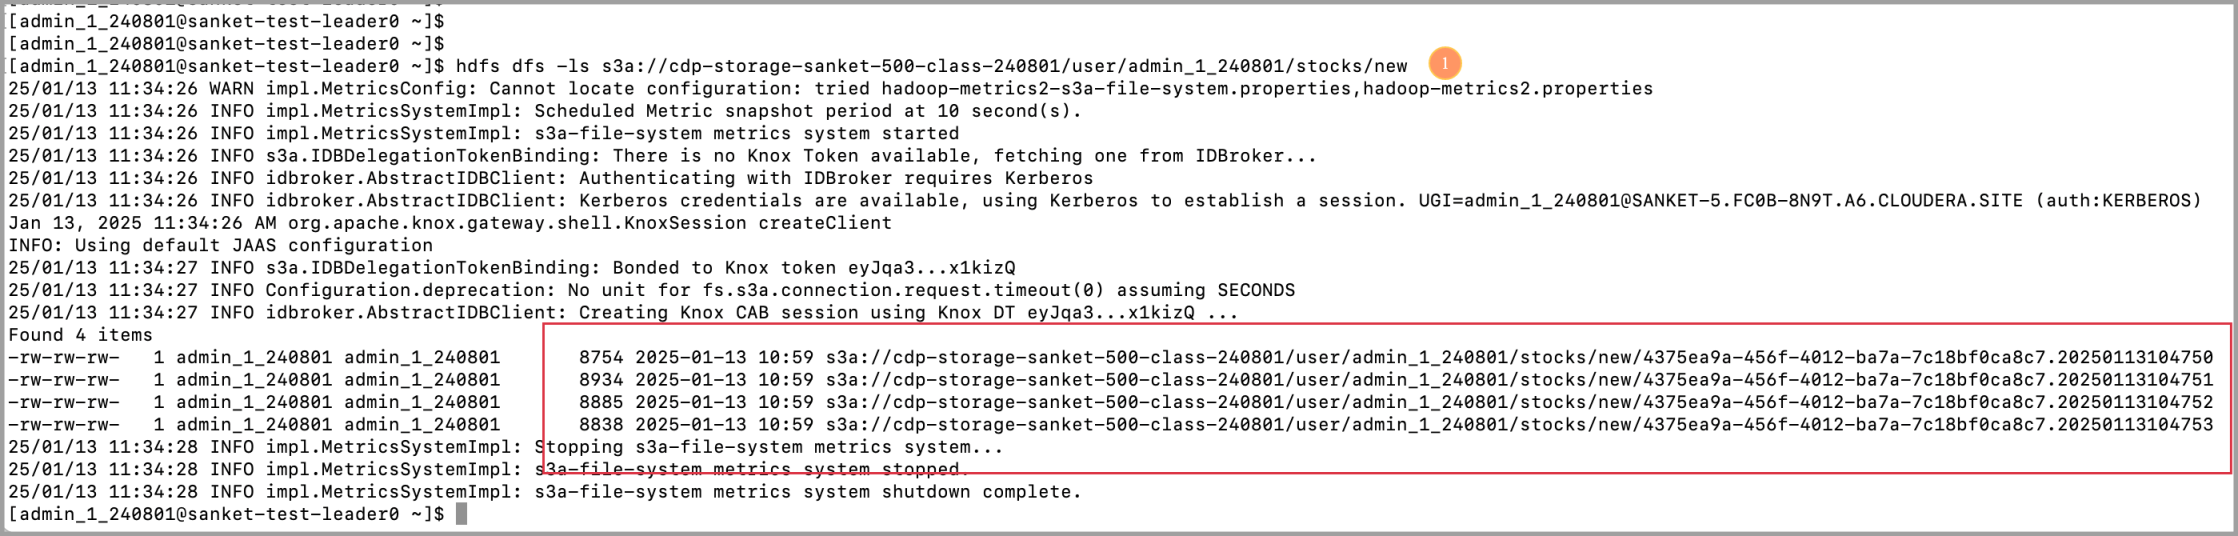 [admin_1_240801@sanket-test-leader0 ~]$
[admin_1_240801@sanket-test-leader0 ~]$
[admin_1_240801@sanket-test-leader0 ~]$
[admin_1_240801@sanket-test-leader0 ~]$ hdfs dfs -ls s3a://cdp-storage-sanket-500-class-240801/user/admin_1_240801/stocks/new 1
25/01/13 11:34:26 WARN impl.MetricsConfig: Cannot locate configuration: tried hadoop-metrics2-s3a-file-system.properties,hadoop-metrics2.properties
25/01/13 11:34:26 INFO impl.MetricsSystemImpl: Scheduled Metric snapshot period at 10 second(s).
25/01/13 11:34:26 INFO impl.MetricsSystemImpl: s3a-file-system metrics system started
25/01/13 11:34:26 INFO s3a.IDBDelegationTokenBinding: There is no Knox Token available, fetching one from IDBroker...
25/01/13 11:34:26 INFO idbroker.AbstractIDBClient: Authenticating with IDBroker requires Kerberos
25/01/13 11:34:26 INFO idbroker.AbstractIDBClient: Kerberos credentials are available, using Kerberos to establish a session. UGI=admin_1_240801@SANKET-5.FC0B-8N9T.A6.CLOUDERA.SITE (auth:KERBEROS)
Jan 13, 2025 11:34:26 AM org.apache.knox.gateway.shell.KnoxSession createClient
INFO: Using default JAAS configuration
25/01/13 11:34:27 INFO s3a.IDBDelegationTokenBinding: Bonded to Knox token eyJqa3...x1kizQ
25/01/13 11:34:27 INFO Configuration.deprecation: No unit for fs.s3a.connection.request.timeout(0) assuming SECONDS
25/01/13 11:34:27 INFO idbroker.AbstractIDBClient: Creating Knox CAB session using Knox DT eyJqa3...x1kizQ ...
Found 4 items
-rw-rw-rw-   1 admin_1_240801 admin_1_240801       8754 2025-01-13 10:59 s3a://cdp-storage-sanket-500-class-240801/user/admin_1_240801/stocks/new/4375ea9a-456f-4012-ba7a-7c18bf0ca8c7.20250113104750
-rw-rw-rw-   1 admin_1_240801 admin_1_240801       8934 2025-01-13 10:59 s3a://cdp-storage-sanket-500-class-240801/user/admin_1_240801/stocks/new/4375ea9a-456f-4012-ba7a-7c18bf0ca8c7.20250113104751
-rw-rw-rw-   1 admin_1_240801 admin_1_240801       8885 2025-01-13 10:59 s3a://cdp-storage-sanket-500-class-240801/user/admin_1_240801/stocks/new/4375ea9a-456f-4012-ba7a-7c18bf0ca8c7.20250113104752
-rw-rw-rw-   1 admin_1_240801 admin_1_240801       8838 2025-01-13 10:59 s3a://cdp-storage-sanket-500-class-240801/user/admin_1_240801/stocks/new/4375ea9a-456f-4012-ba7a-7c18bf0ca8c7.20250113104753
25/01/13 11:34:28 INFO impl.MetricsSystemImpl: Stopping s3a-file-system metrics system...
25/01/13 11:34:28 INFO impl.MetricsSystemImpl: s3a-file-system metrics system stopped.
25/01/13 11:34:28 INFO impl.MetricsSystemImpl: s3a-file-system metrics system shutdown complete.
[admin_1_240801@sanket-test-leader0 ~]$